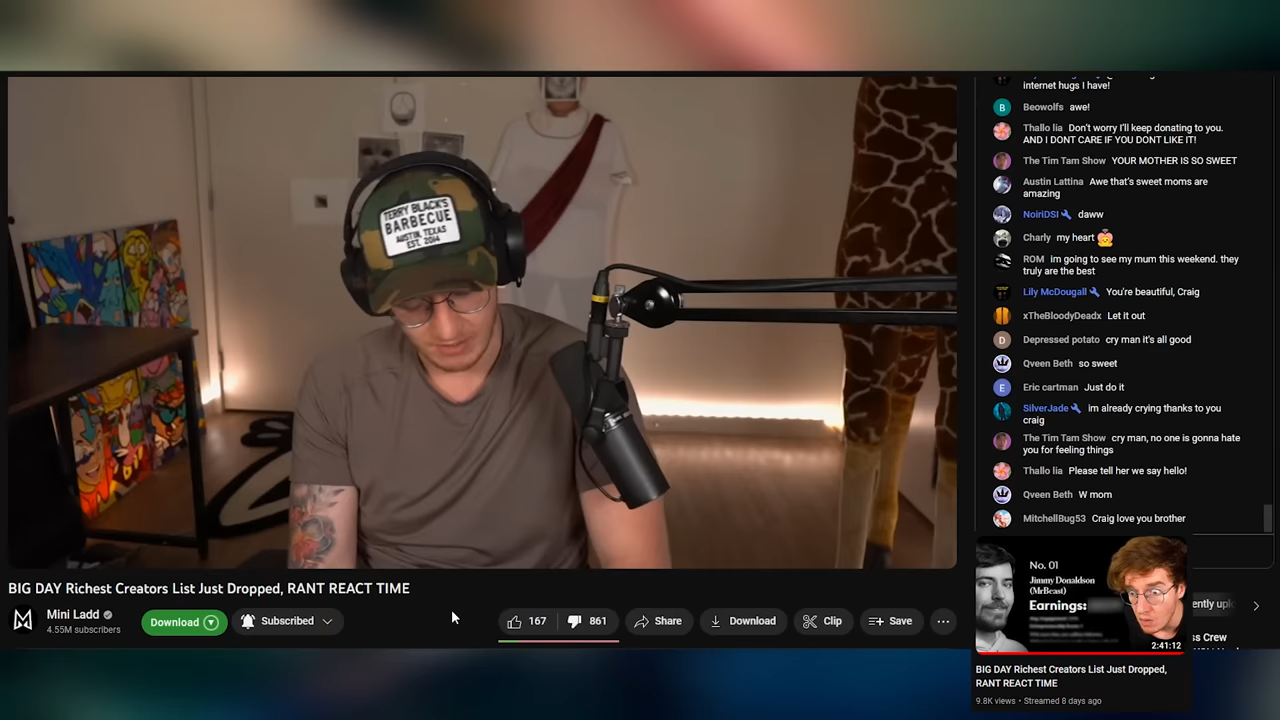 TERRY BLACK'S
BARBECUE
AUSTIN, TEXAS
EST. 2014
internet hugs I have!
B
Beowolfs awe!
Thallo lia Don't worry I'll keep donating to you.
AND I DONT CARE IF YOU DONT LIKE IT!
The Tim Tam Show YOUR MOTHER IS SO SWEET
Austin Lattina Awe that's sweet moms are
amazing
NoiriDSI daww
Charly my heart
ROM im going to see my mum this weekend. they
truly are the best
Lily McDougall You're beautiful, Craig
xTheBloodyDeadx Let it out
D
Depressed potato cry man it's all good
Qveen Beth so sweet
E
Eric cartman Just do it
SilverJade im already crying thanks to you
craig
The Tim Tam Show cry man, no one is gonna hate
you for feeling things
Thallo lia Please tell her we say hello!
Qveen Beth W mom
MitchellBug53 Craig love you brother
BIG DAY Richest Creators List Just Dropped, RANT REACT TIME
Mini Ladd
4.55M subscribers
Download
Subscribed
167
861
Share
Download
Clip
Save
No. 01
Jimmy Donaldson
(MrBeast)
Earnings:
2:41:12
ently uplo
ss Crew
BIG DAY Richest Creators List Just Dropped,
RANT REACT TIME
9.8K views • Streamed 8 days ago